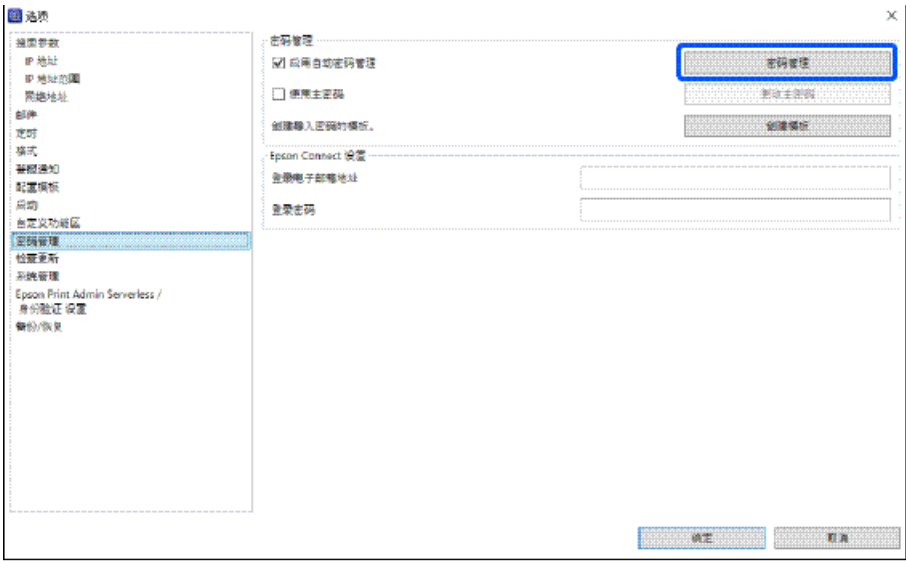 选项
搜索参数
IP 地址
IP 地址范围
网络地址
邮件
定时
格式
警报通知
配置模板
启动
自定义功能区
密码管理
检查更新
系统管理
Epson Print Admin Serverless /
身份验证 设置
备份/恢复
密码管理
启用自动密码管理
密码管理
使用主密码
更改主密码
创建导入密码的模板。
创建模板
Epson Connect 设置
登录电子邮箱地址
登录密码
确定
取消